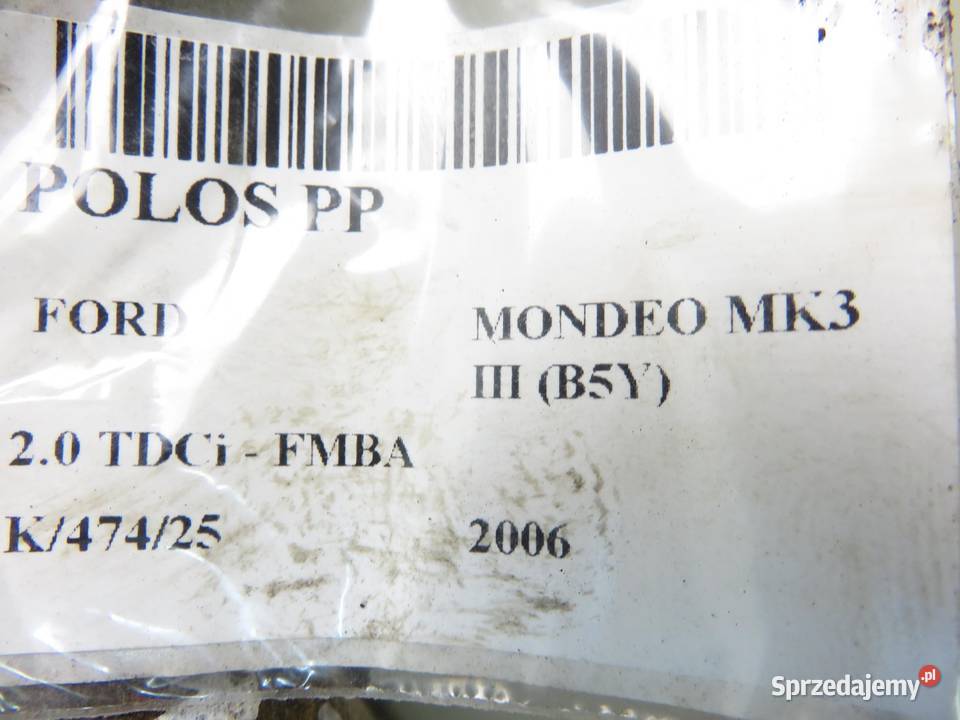 POLOS PP
FORD
MONDEO MK3
III (B5Y)
2.0 TDCi - FMBA
K/474/25
2006
Sprzedajemy.pl